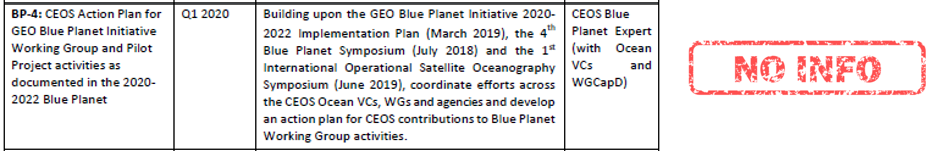 BP-4: CEOS Action Plan for
GEO Blue Planet Initiative
Working Group and Pilot
Project activities as
documented in the 2020-
2022 Blue Planet
Q1 2020
Building upon the GEO Blue Planet Initiative 2020-
2022 Implementation Plan (March 2019), the 4th
Blue Planet Symposium (July 2018) and the 1st
International Operational Satellite Oceanography
Symposium (June 2019), coordinate efforts across
the CEOS Ocean VCs, WGs and agencies and develop
an action plan for CEOS contributions to Blue Planet
Working Group activities.
CEOS Blue
Planet Expert
(with Ocean
VCs and
WGCapD)
NO INFO